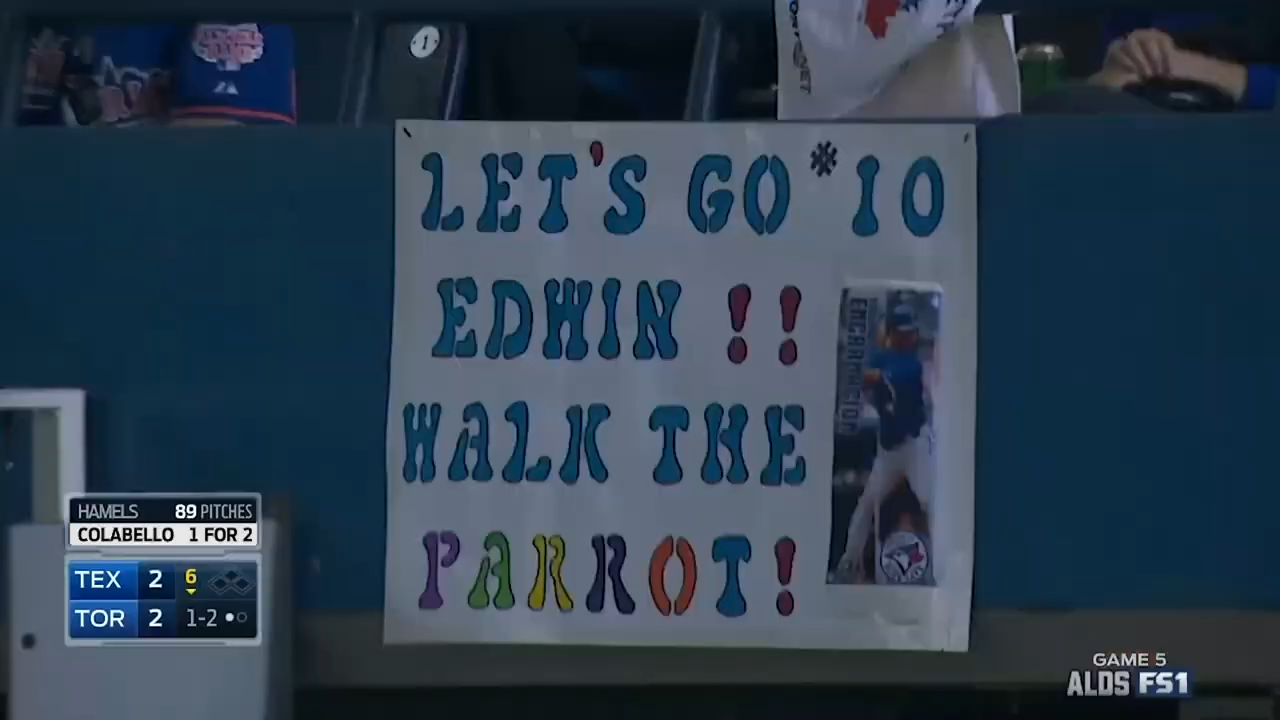 1
LET'S GO #10
EDWIN !!
WALK THE
PARROT!
ENCARNACION
HAMELS 89 PITCHES
COLABELLO 1 FOR 2
TEX 2 6
TOR 2 1-2
GAME 5
ALDS FS1